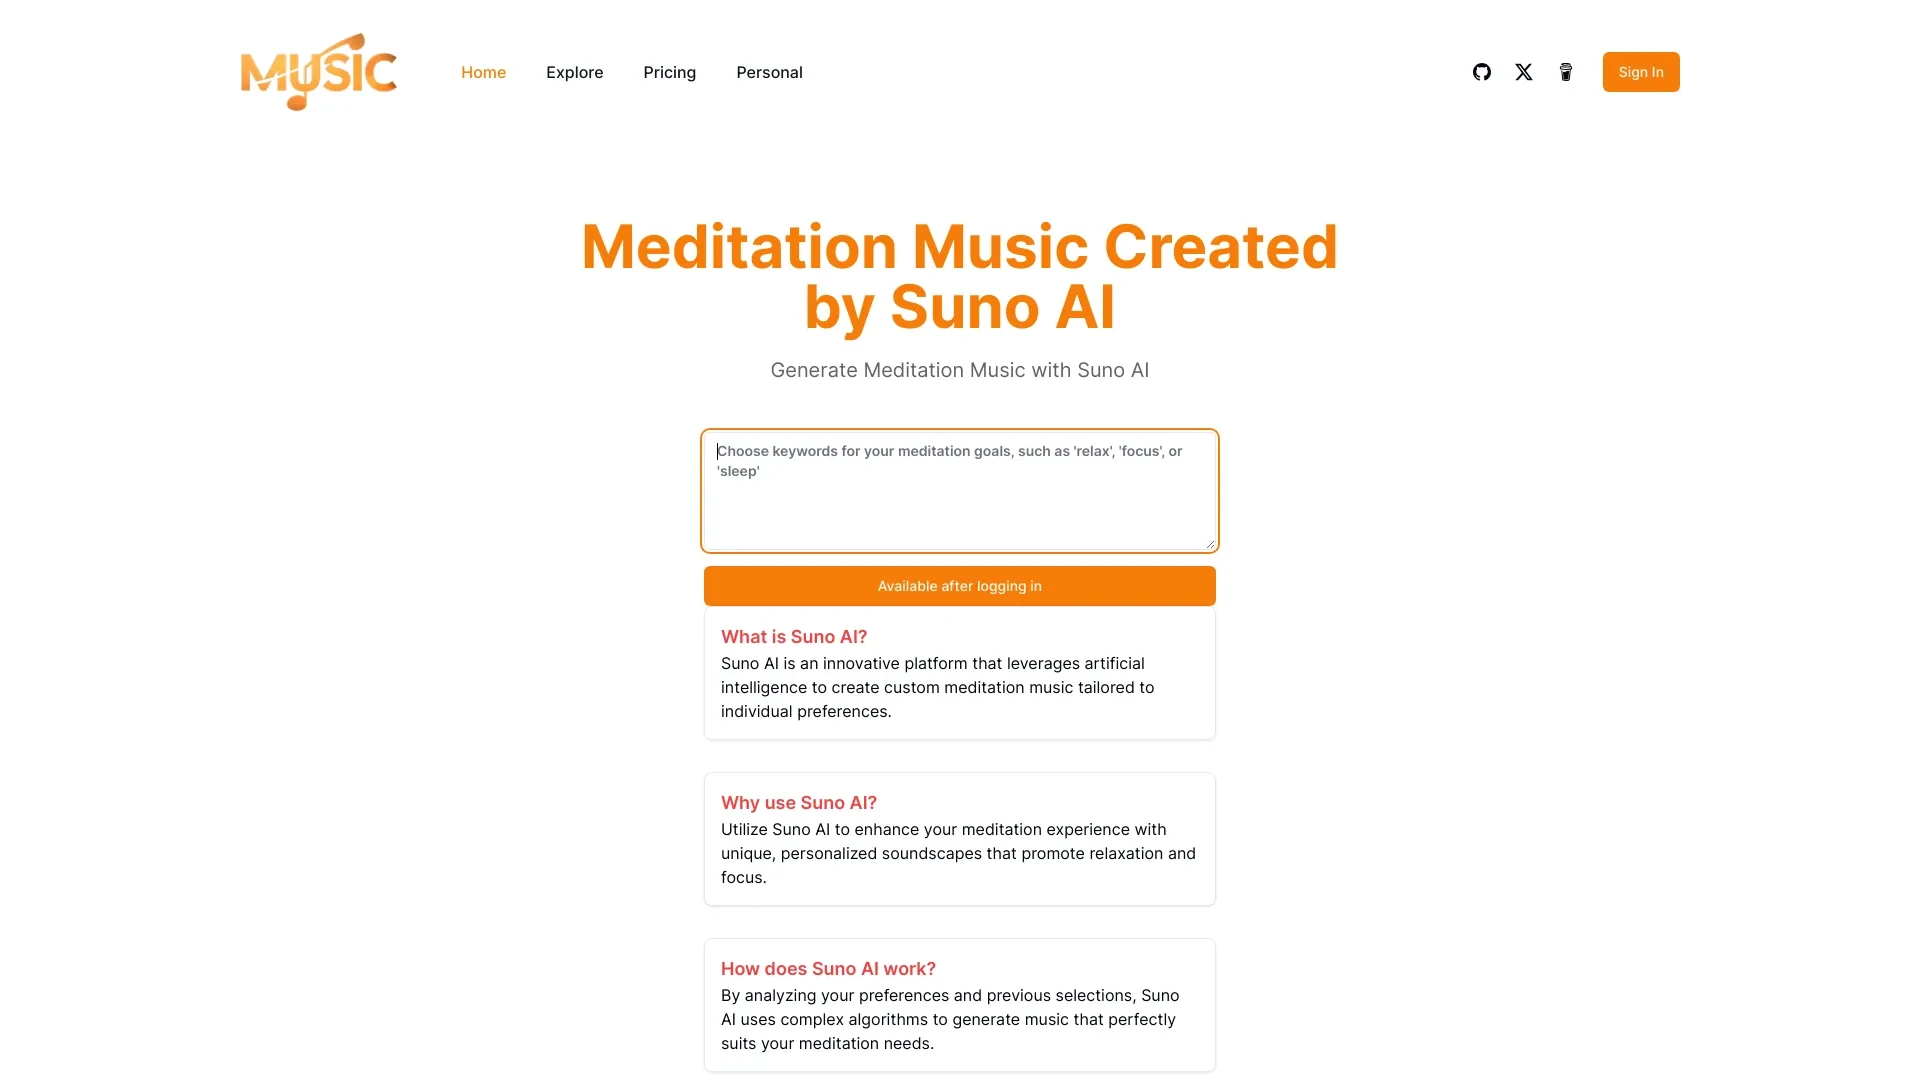 MUSIC
Home
Explore
Pricing
Personal
Sign In
Meditation Music Created
by Suno AI
Generate Meditation Music with Suno AI
Choose keywords for your meditation goals, such as 'relax', 'focus', or
'sleep'
Available after logging in
What is Suno AI?
Suno AI is an innovative platform that leverages artificial
intelligence to create custom meditation music tailored to
individual preferences.
Why use Suno AI?
Utilize Suno AI to enhance your meditation experience with
unique, personalized soundscapes that promote relaxation and
focus.
How does Suno AI work?
By analyzing your preferences and previous selections, Suno
AI uses complex algorithms to generate music that perfectly
suits your meditation needs.